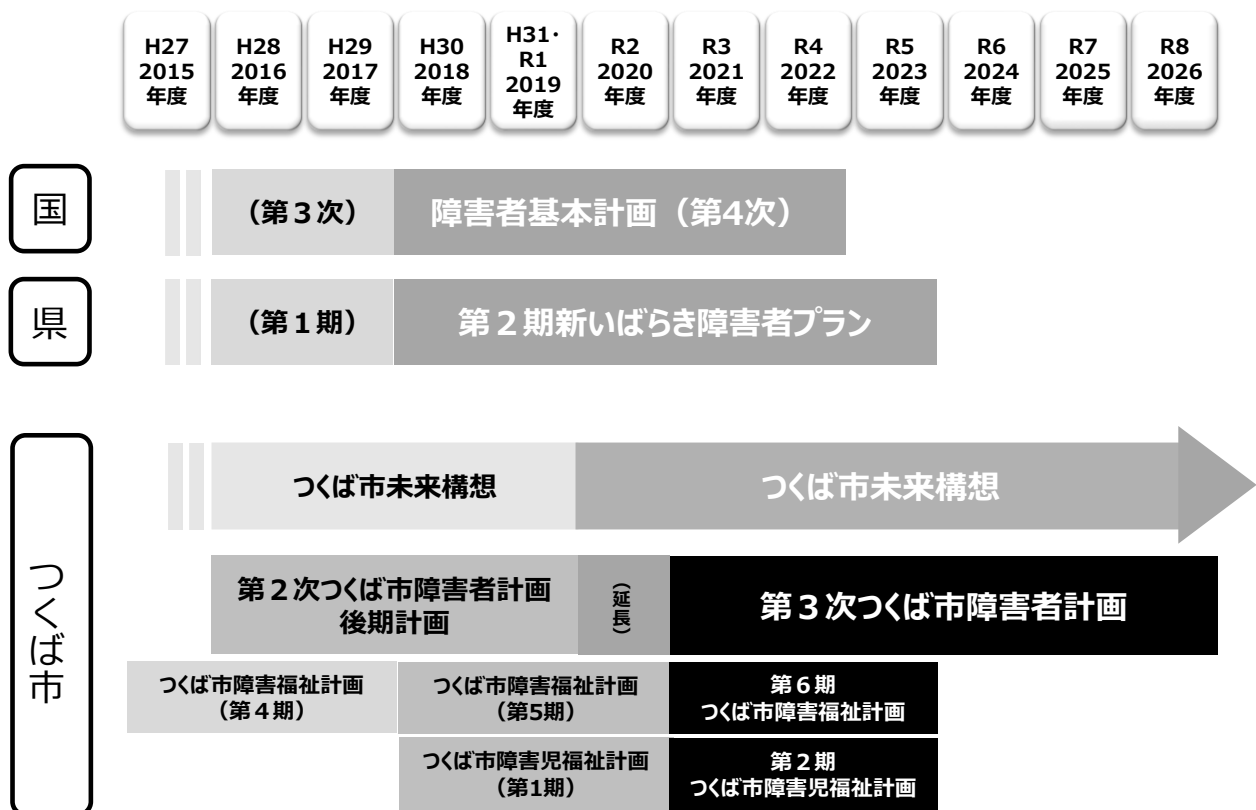 H27
2015
年度
H28
2016
年度
H29
2017
年度
H30
2018
年度
H31・
R1
2019
年度
R2
2020
年度
R3
2021
年度
R4
2022
年度
R5
2023
年度
R6
2024
年度
R7
2025
年度
R8
2026
年度
国
（第３次）
障害者基本計画（第4次）
県
（第１期）
第２期新いばらき障害者プラン
つくば市
つくば市未来構想
つくば市未来構想
第２次つくば市障害者計画
後期計画
（延長）
第３次つくば市障害者計画
つくば市障害福祉計画
（第４期）
つくば市障害福祉計画
（第5期）
第６期
つくば市障害福祉計画
つくば市障害児福祉計画
（第1期）
第２期
つくば市障害児福祉計画